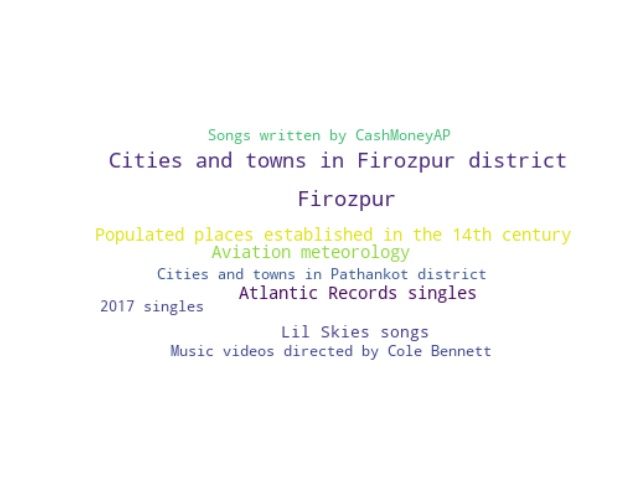 Songs written by CashMoneyAP
Cities and towns in Firozpur district
Firozpur
Populated places established in the 14th century
Aviation meteorology
Cities and towns in Pathankot district
Atlantic Records singles
2017 singles
Lil Skies songs
Music videos directed by Cole Bennett